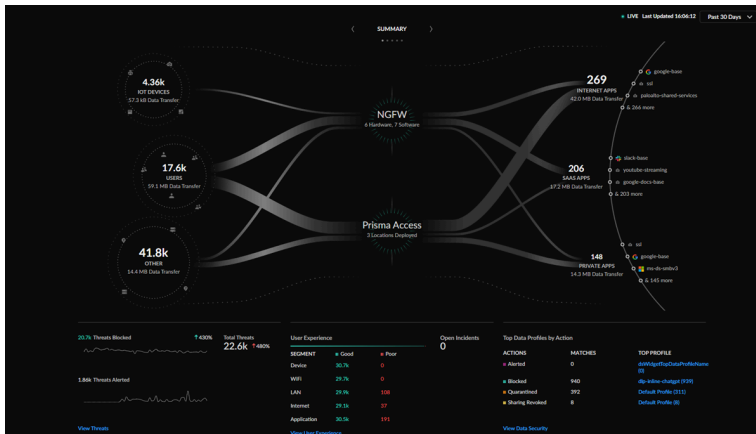 SUMMARY
LIVE Last Updated 16:06:12
Past 30 Days
4.36k
IOT DEVICES
57.3 kB Data Transfer
17.6k
USERS
59.1 MB Data Transfer
41.8k
OTHER
14.4 MB Data Transfer
NGFW
6 Hardware, 7 Software
Prisma Access
3 Locations Deployed
269
INTERNET APPS
42.0 MB Data Transfer
google-base
ssl
paloalto-shared-services
& 266 more
206
SAAS APPS
17.2 MB Data Transfer
slack-base
youtube-streaming
google-docs-base
& 203 more
148
PRIVATE APPS
14.3 MB Data Transfer
ssl
google-base
ms-ds-smbv3
& 145 more
20.7k Threats Blocked
430%
1.86k Threats Alerted
Total Threats
22.6k 480%
View Threats
User Experience
SEGMENT Good Poor
Device 30.7k 0
WiFi 29.7k 0
LAN 29.9k 108
Internet 29.1k 37
Application 30.5k 191
View User Experience
Open Incidents
0
Top Data Profiles by Action
ACTIONS MATCHES TOP PROFILE
Alerted 0 dsWidgetTopDataProfileName (0)
Blocked 940 dlp-inline-chatgpt (939)
Quarantined 392 Default Profile (311)
Sharing Revoked 8 Default Profile (8)
View Data Security